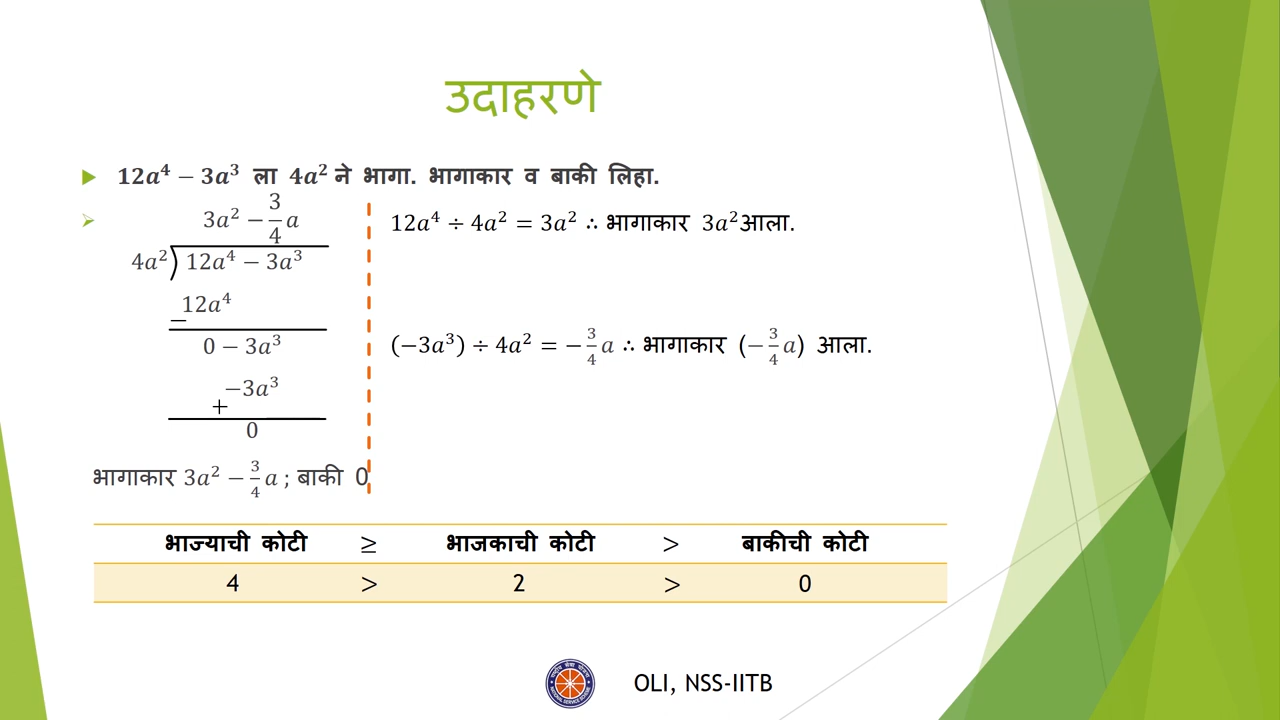 उदाहरणे
12a⁴ − 3a³ ला 4a² ने भागा. भागाकार व बाकी लिहा.
3a² − 3/4 a
4a² ) 12a⁴ − 3a³
12a⁴
−
0 − 3a³
−3a³
+
0
12a⁴ ÷ 4a² = 3a² ∴ भागाकार 3a² आला.
(−3a³) ÷ 4a² = − 3/4 a ∴ भागाकार (− 3/4 a) आला.
भागाकार 3a² − 3/4 a ; बाकी 0
भाज्याची कोटी ≥ भाजकाची कोटी > बाकीची कोटी
4 > 2 > 0
OLI, NSS-IITB